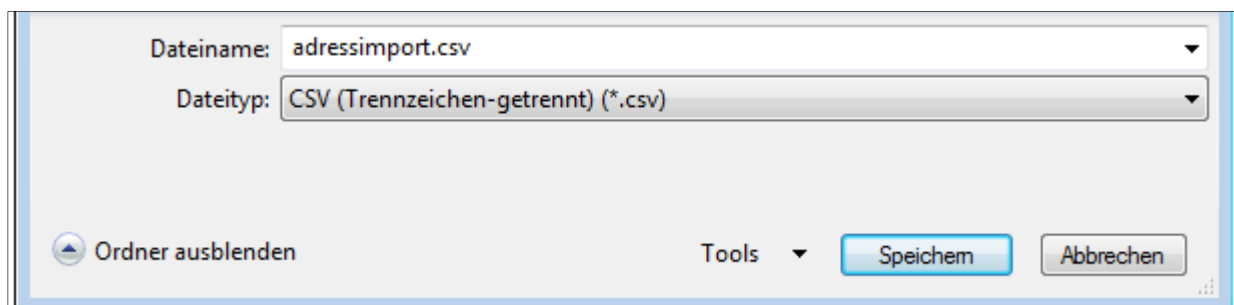 Dateiname: adressimport.csv
Dateityp: CSV (Trennzeichen-getrennt) (*.csv)
Ordner ausblenden Tools Speichern Abbrechen